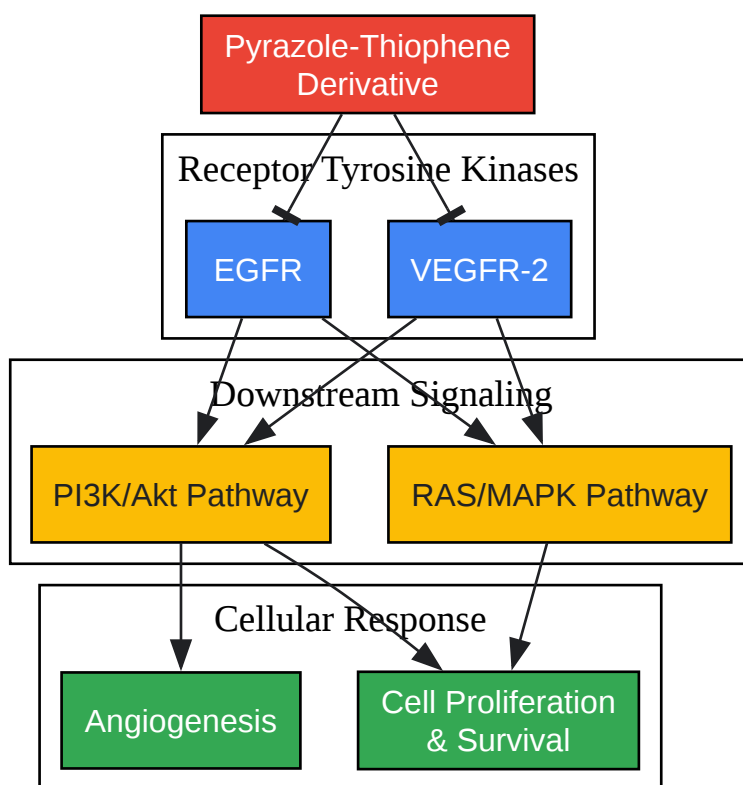 Pyrazole-Thiophene
Derivative
Receptor Tyrosine Kinases
EGFR
VEGFR-2
Downstream Signaling
PI3K/Akt Pathway
RAS/MAPK Pathway
Cellular Response
Angiogenesis
Cell Proliferation
& Survival